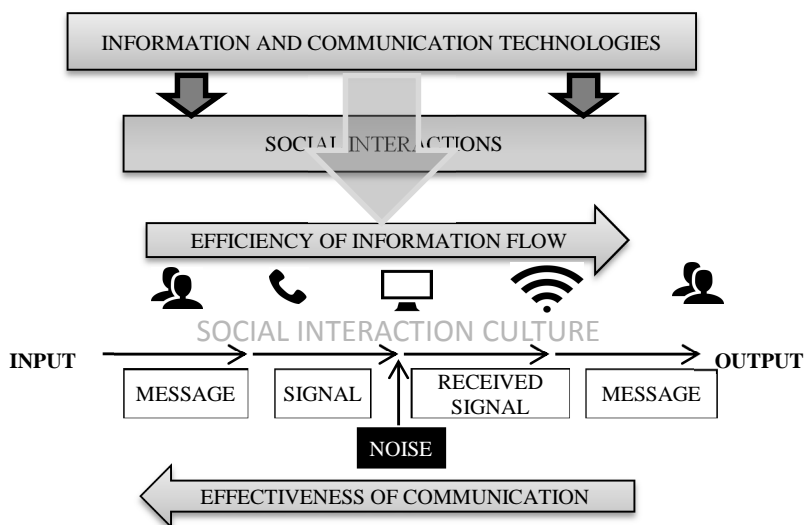 INFORMATION AND COMMUNICATION TECHNOLOGIES
SOCIAL INTERACTIONS
EFFICIENCY OF INFORMATION FLOW
SOCIAL INTERACTION CULTURE
INPUT
OUTPUT
MESSAGE
SIGNAL
RECEIVED
SIGNAL
MESSAGE
NOISE
EFFECTIVENESS OF COMMUNICATION